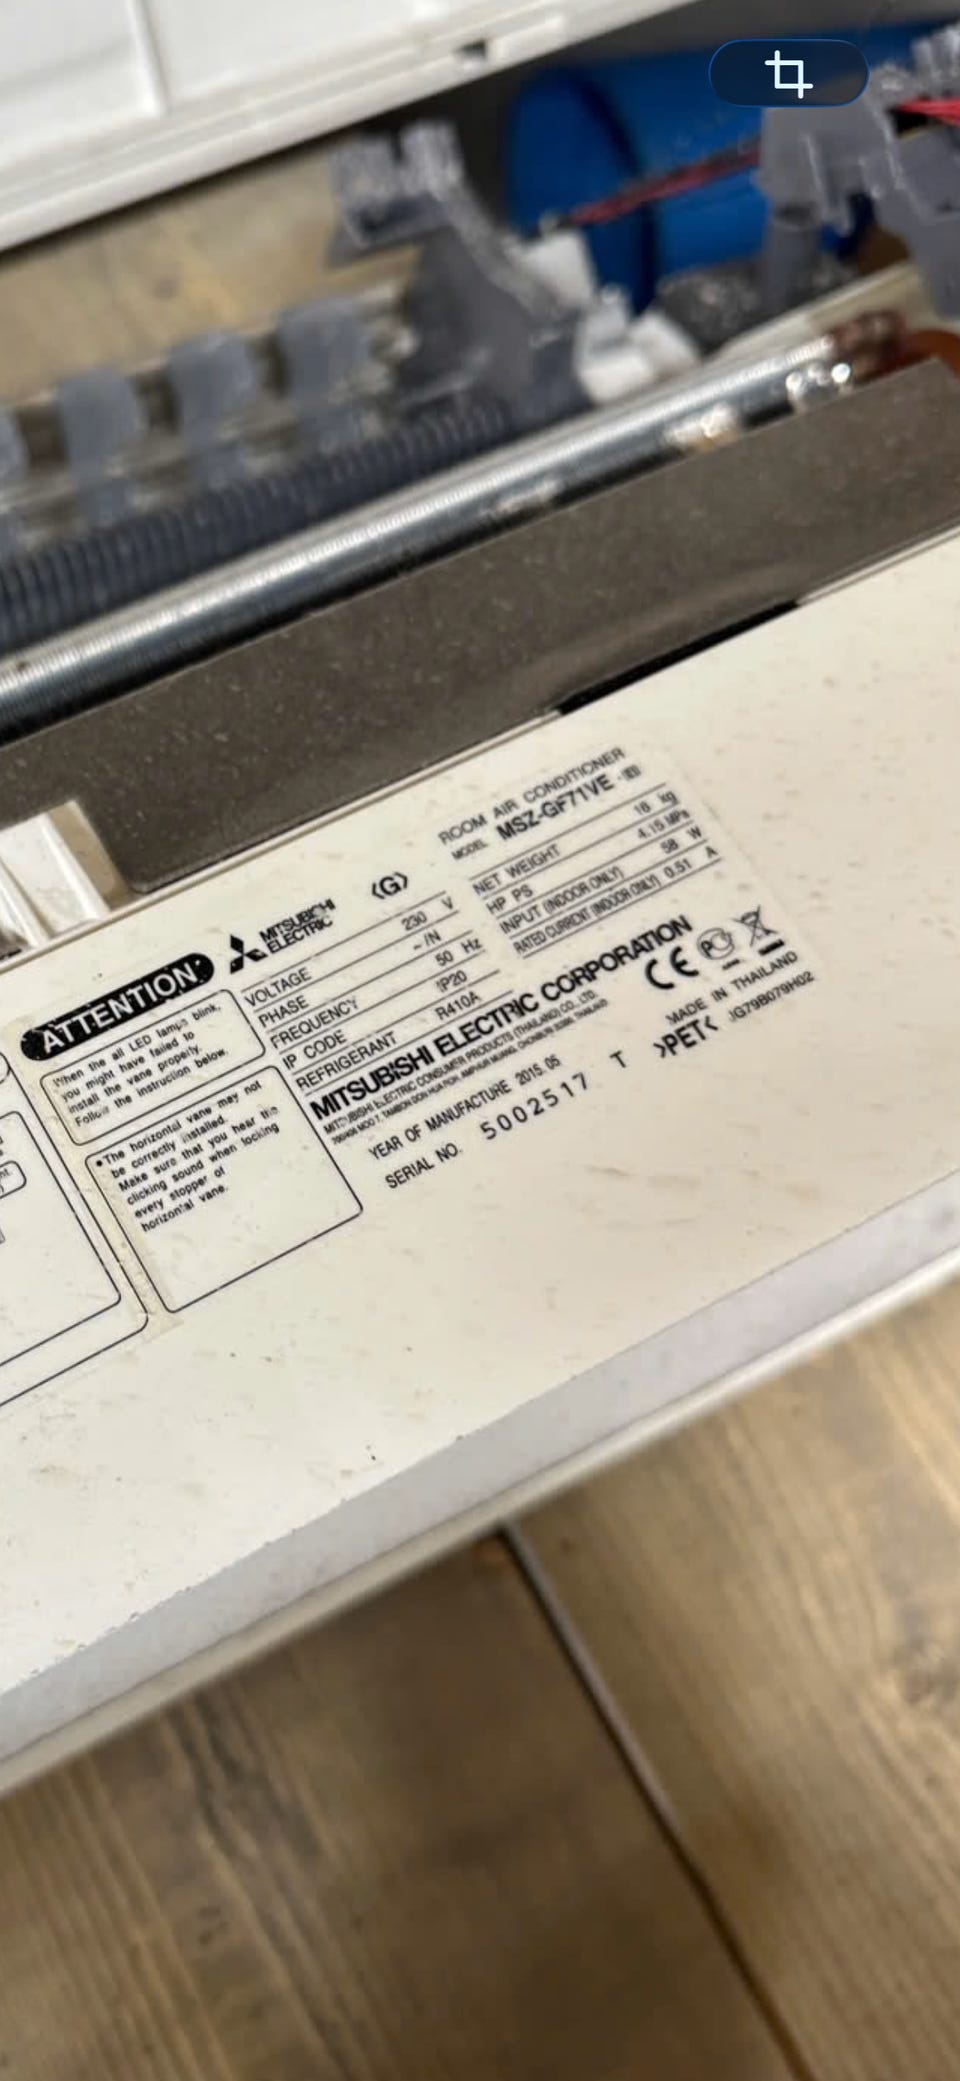 ATTENTION
When the all LED lamps blink,
you might have failed to
install the vane properly.
Follow the instruction below.
•The horizontal vane may not
be correctly installed.
Make sure that you hear the
clicking sound when locking
every stopper of
horizontal vane.
MITSUBISHI
ELECTRIC
(G)
VOLTAGE 230 V
PHASE ~/N
FREQUENCY 50 Hz
IP CODE IP20
REFRIGERANT R410A
ROOM AIR CONDITIONER
MODEL MSZ-GF71VE
NET WEIGHT 16 kg
HP PS 4.15 MPa
INPUT (INDOOR ONLY) 58 W
RATED CURRENT (INDOOR ONLY) 0.51 A
MITSUBISHI ELECTRIC CORPORATION
MITSUBISHI ELECTRIC CONSUMER PRODUCTS (THAILAND) CO., LTD.
YEAR OF MANUFACTURE 2015.05
SERIAL NO. 5002517 T
CE
MADE IN THAILAND
>PET< JG79B079H02